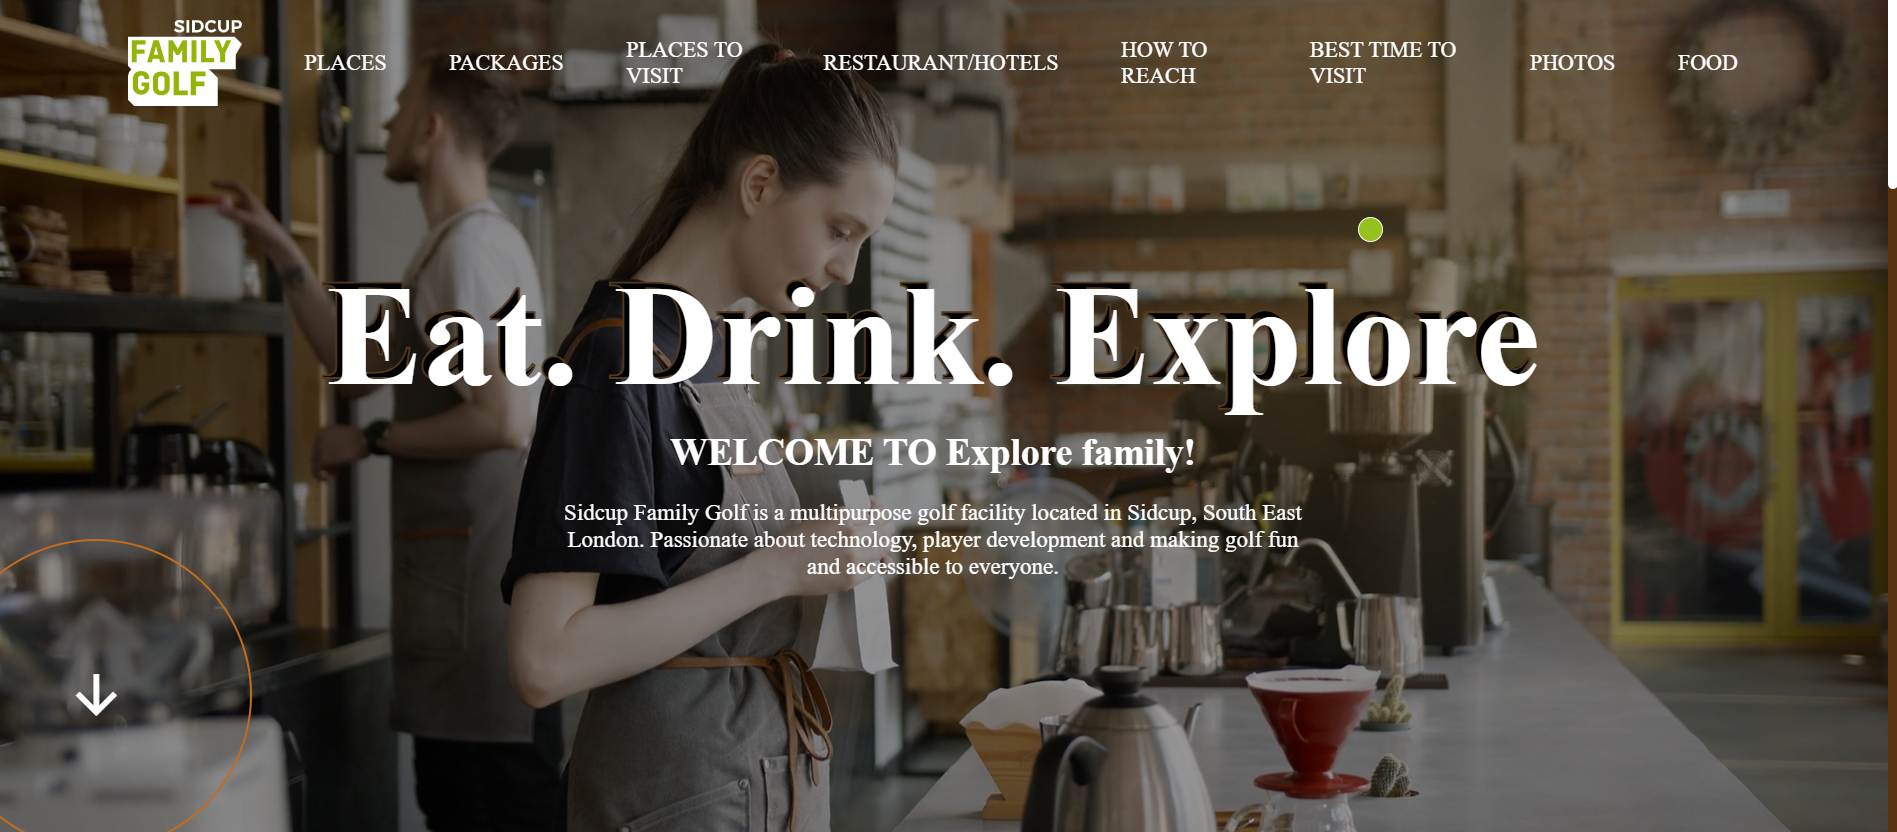 SIDCUP
FAMILY
GOLF
PLACES
PACKAGES
PLACES TO
VISIT
RESTAURANT/HOTELS
HOW TO
REACH
BEST TIME TO
VISIT
PHOTOS
FOOD
Eat. Drink. Explore
WELCOME TO Explore family!
Sidcup Family Golf is a multipurpose golf facility located in Sidcup, South East
London. Passionate about technology, player development and making golf fun
and accessible to everyone.